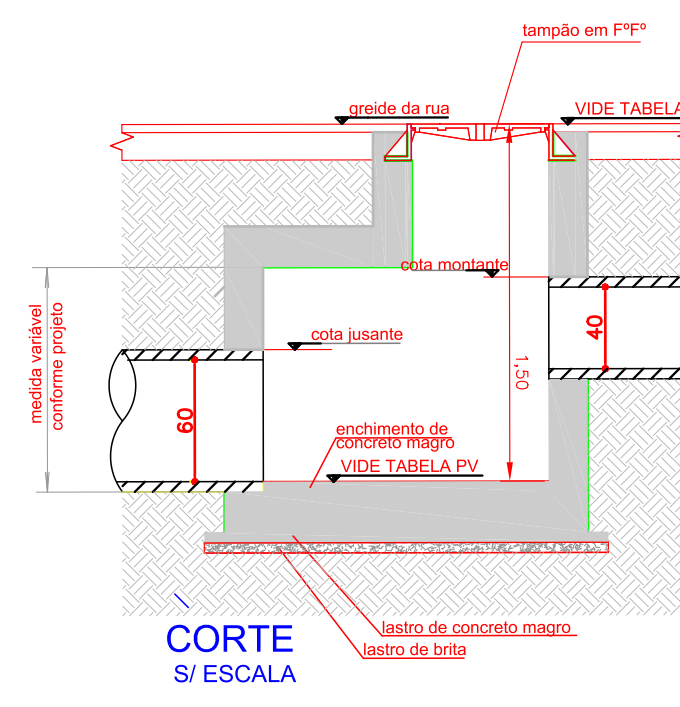 tampão em FºFº
greide da rua
VIDE TABELA
cota montante
medida variável
conforme projeto
cota jusante
40
1,50
60
enchimento de
concreto magro
VIDE TABELA PV
lastro de concreto magro
lastro de brita
CORTE
S/ ESCALA